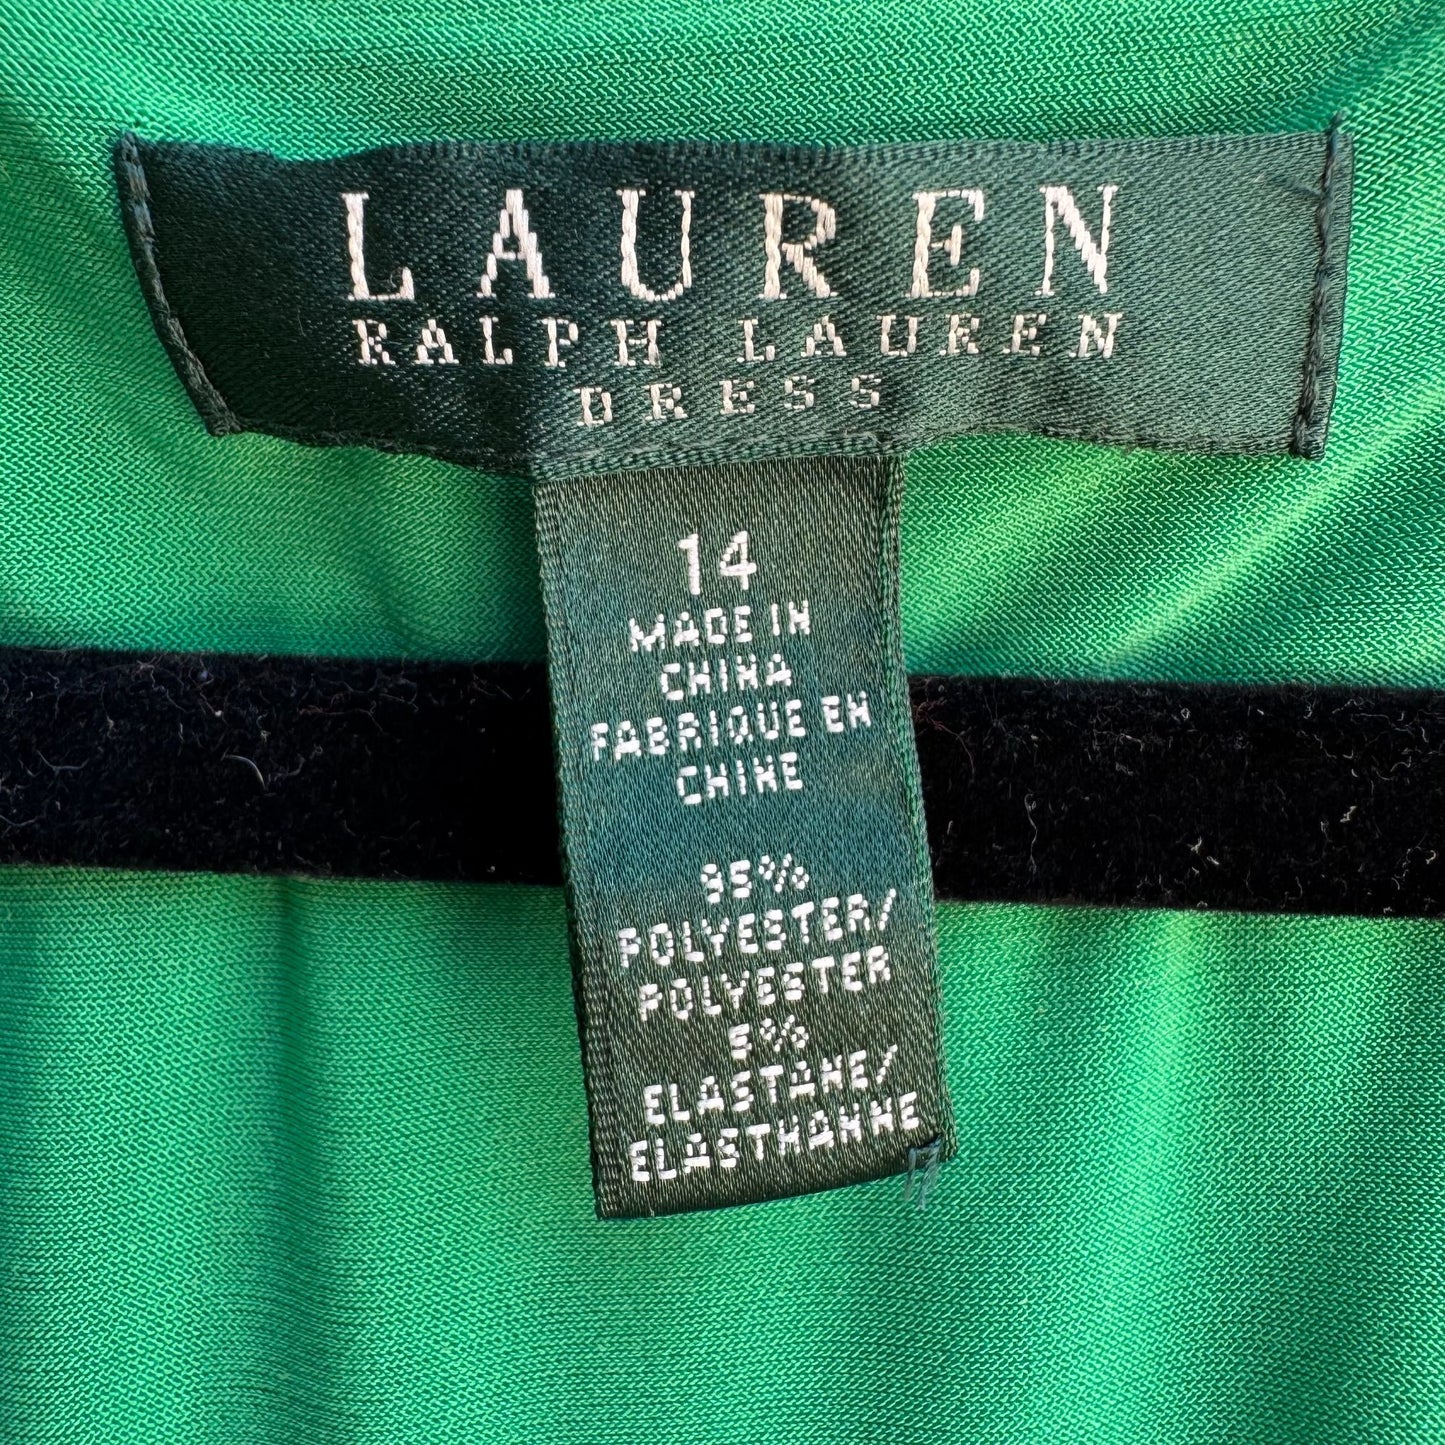 LAUREN
RALPH LAUREN
DRESS
14
MADE IN
CHINA
FABRIQUE EN
CHINE
95%
POLYESTER/
POLYESTER
5%
ELASTANE/
ELASTHANNE